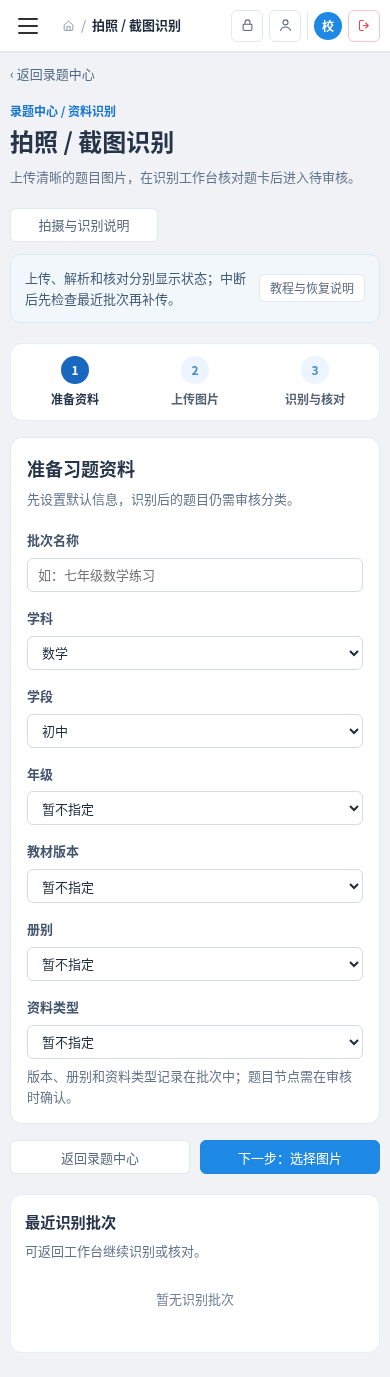 / 拍照 / 截图识别
校
‹ 返回录题中心
录题中心 / 资料识别
拍照 / 截图识别
上传清晰的题目图片，在识别工作台核对题卡后进入待审核。
拍摄与识别说明
上传、解析和核对分别显示状态；中断
后先检查最近批次再补传。
教程与恢复说明
1
2
3
准备资料
上传图片
识别与核对
准备习题资料
先设置默认信息，识别后的题目仍需审核分类。
批次名称
如：七年级数学练习
学科
数学
学段
初中
年级
暂不指定
教材版本
暂不指定
册别
暂不指定
资料类型
暂不指定
版本、册别和资料类型记录在批次中；题目节点需在审核
时确认。
返回录题中心
下一步：选择图片
最近识别批次
可返回工作台继续识别或核对。
暂无识别批次